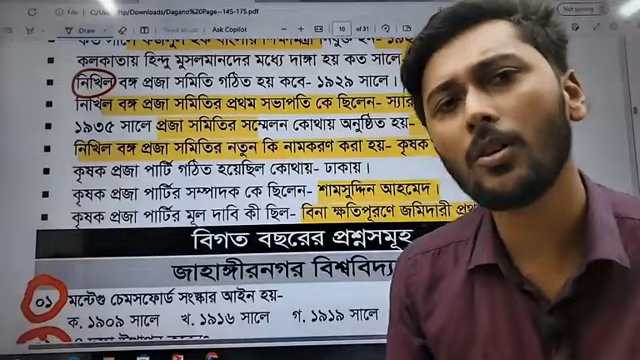 Downloads/Dagano%20Page--145-175.pdf
Draw
Ask Copilot
10 of 31
কলকাতায় হিন্দু মুসলমানদের মধ্যে দাঙ্গা হয় কত সালে
নিখিল বঙ্গ প্রজা সমিতি গঠিত হয় কবে- ১৯২৯ সালে।
নিখিল বঙ্গ প্রজা সমিতির প্রথম সভাপতি কে ছিলেন- স্যার
১৯৩৫ সালে প্রজা সমিতির সম্মেলন কোথায় অনুষ্ঠিত হয়-
নিখিল বঙ্গ প্রজা সমিতির নতুন কি নামকরণ করা হয়- কৃষক
কৃষক প্রজা পার্টি গঠিত হয়েছিল কোথায়- ঢাকায়।
কৃষক প্রজা পার্টির সম্পাদক কে ছিলেন- শামসুদ্দিন আহমেদ।
কৃষক প্রজা পার্টির মূল দাবি কী ছিল- বিনা ক্ষতিপূরণে জমিদারী
বিগত বছরের প্রশ্নসমূহ
জাহাঙ্গীরনগর
০১ মন্টেগু চেমসফোর্ড সংস্কার আইন হয়-
ক. ১৯০৯ সালে খ. ১৯১৬ সালে গ. ১৯১৯ সালে